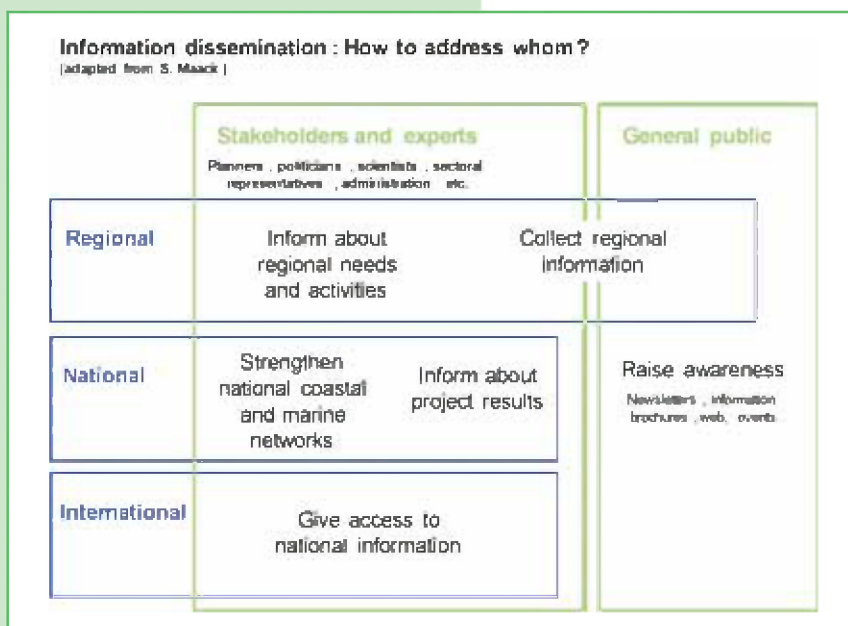 Information dissemination : How to address whom ?
(adapted from S. Maack )
Stakeholders and experts
Planners , politicians , scientists , sectoral
representatives , administration etc.
General public
Regional
Inform about
regional needs
and activities
Collect regional
information
National
Strengthen
national coastal
and marine
networks
Inform about
project results
Raise awareness
Newsletters , information
brochures , web, events
International
Give access to
national information